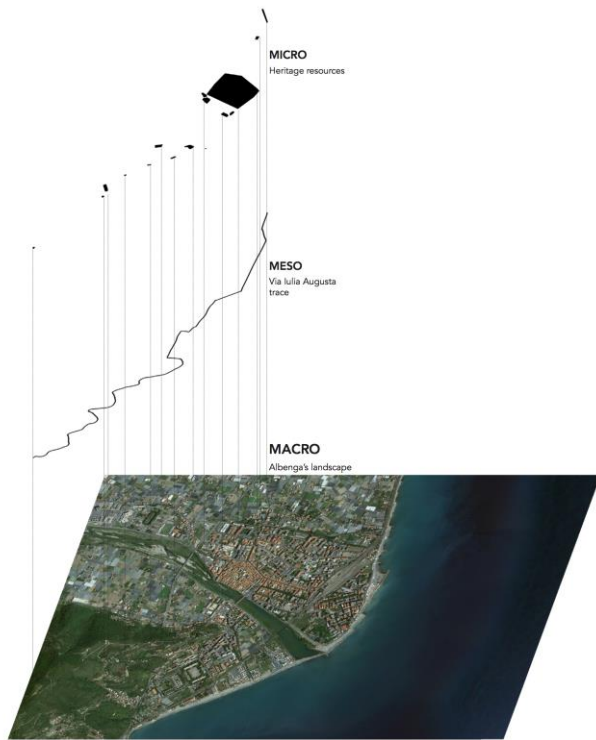 MICRO
Heritage resources
MESO
Via Iulia Augusta
trace
MACRO
Albenga's landscape